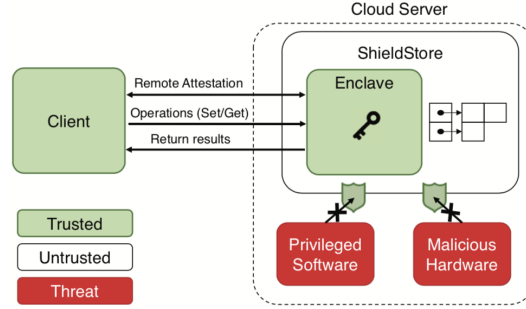 Cloud Server
ShieldStore
Client
Remote Attestation
Operations (Set/Get)
Return results
Enclave
Trusted
Untrusted
Threat
Privileged
Software
Malicious
Hardware